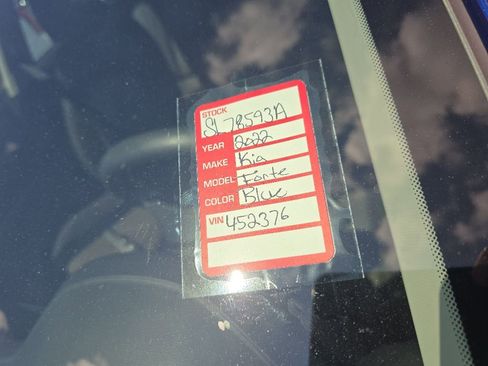 STOCK
SL78593A
YEAR 2022
MAKE Kia
MODEL Forte
COLOR Blue
VIN 452376